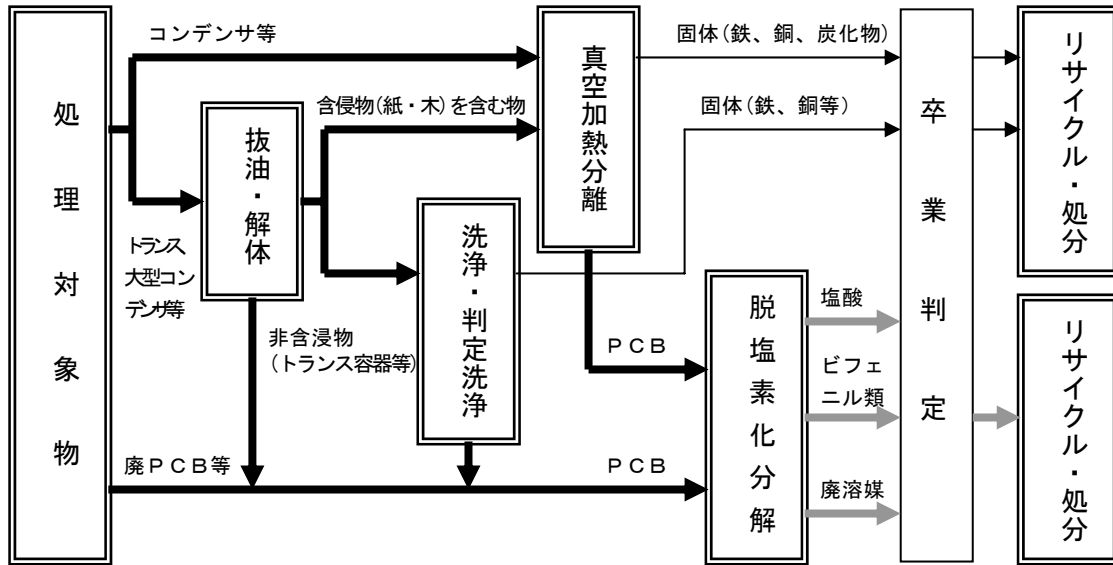 処理対象物
コンデンサ等
トランス、
大型コン
デンサ等
抜油・解体
含侵物(紙・木)を含む物
非含浸物
(トランス容器等)
洗浄・判定洗浄
真空加熱分離
固体(鉄、銅、炭化物)
固体(鉄、銅等)
廃PCB等
PCB
PCB
脱塩素化分解
塩酸
ビフェ
ニル類
廃溶媒
卒業判定
リサイクル・処分
リサイクル・処分